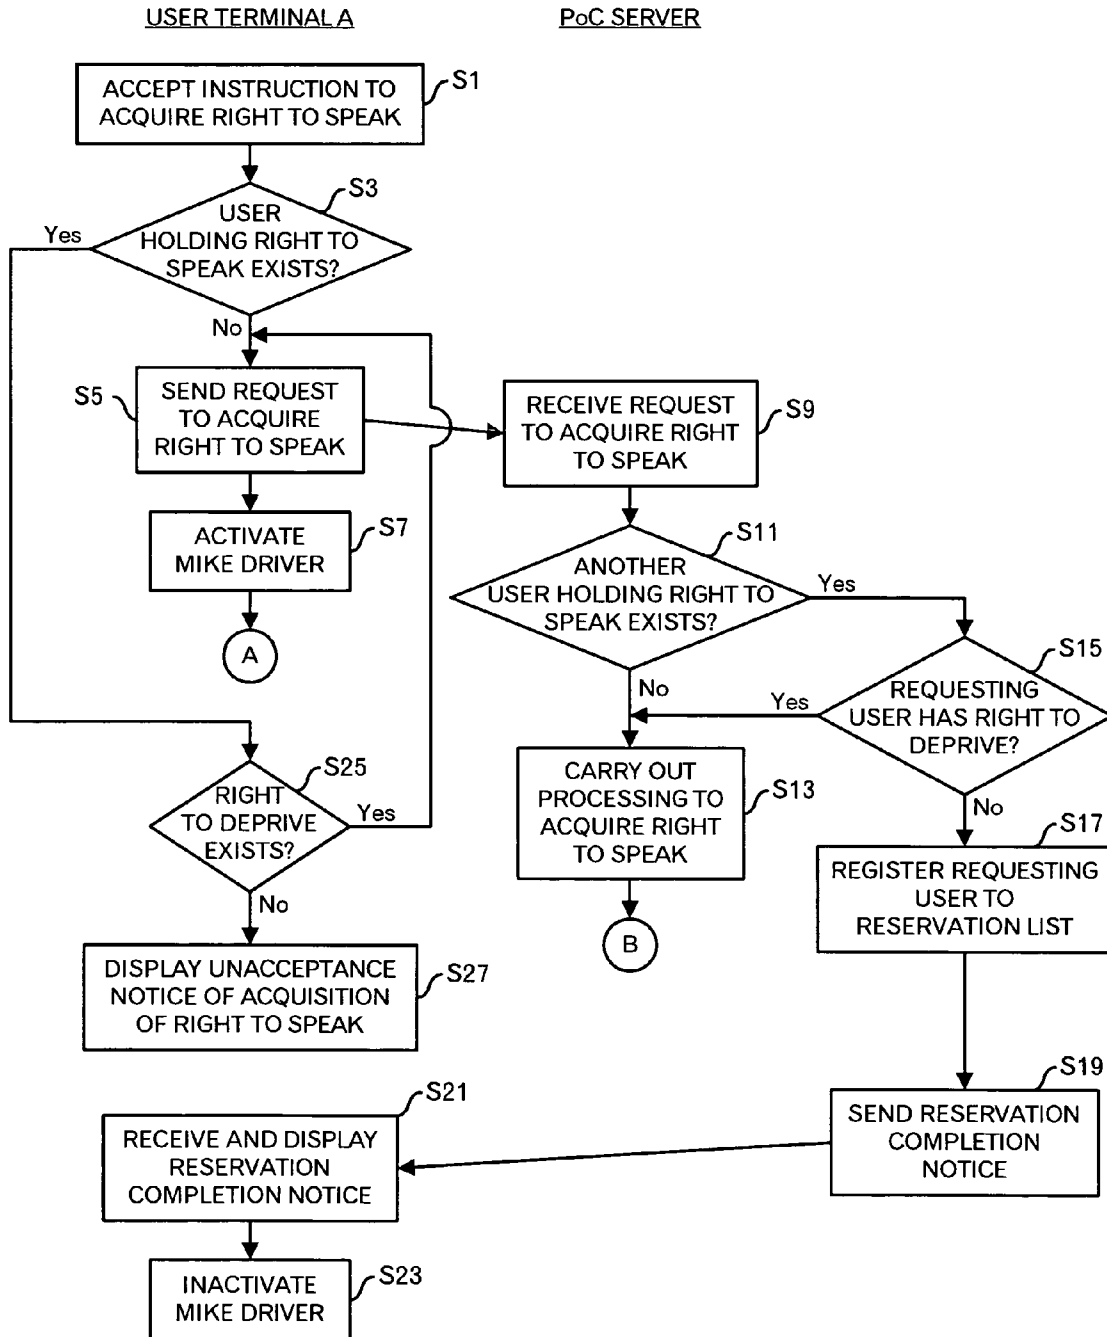 USER TERMINAL A
PoC SERVER
ACCEPT INSTRUCTION TO
ACQUIRE RIGHT TO SPEAK
S1
USER
HOLDING RIGHT TO
SPEAK EXISTS?
S3
Yes
No
SEND REQUEST
TO ACQUIRE
RIGHT TO SPEAK
S5
RECEIVE REQUEST
TO ACQUIRE RIGHT
TO SPEAK
S9
ACTIVATE
MIKE DRIVER
S7
A
ANOTHER
USER HOLDING RIGHT TO
SPEAK EXISTS?
S11
Yes
No
REQUESTING
USER HAS RIGHT TO
DEPRIVE?
S15
Yes
No
RIGHT
TO DEPRIVE
EXISTS?
S25
Yes
No
CARRY OUT
PROCESSING TO
ACQUIRE RIGHT
TO SPEAK
S13
B
REGISTER REQUESTING
USER TO
RESERVATION LIST
S17
DISPLAY UNACCEPTANCE
NOTICE OF ACQUISITION
OF RIGHT TO SPEAK
S27
SEND RESERVATION
COMPLETION
NOTICE
S19
RECEIVE AND DISPLAY
RESERVATION
COMPLETION NOTICE
S21
INACTIVATE
MIKE DRIVER
S23